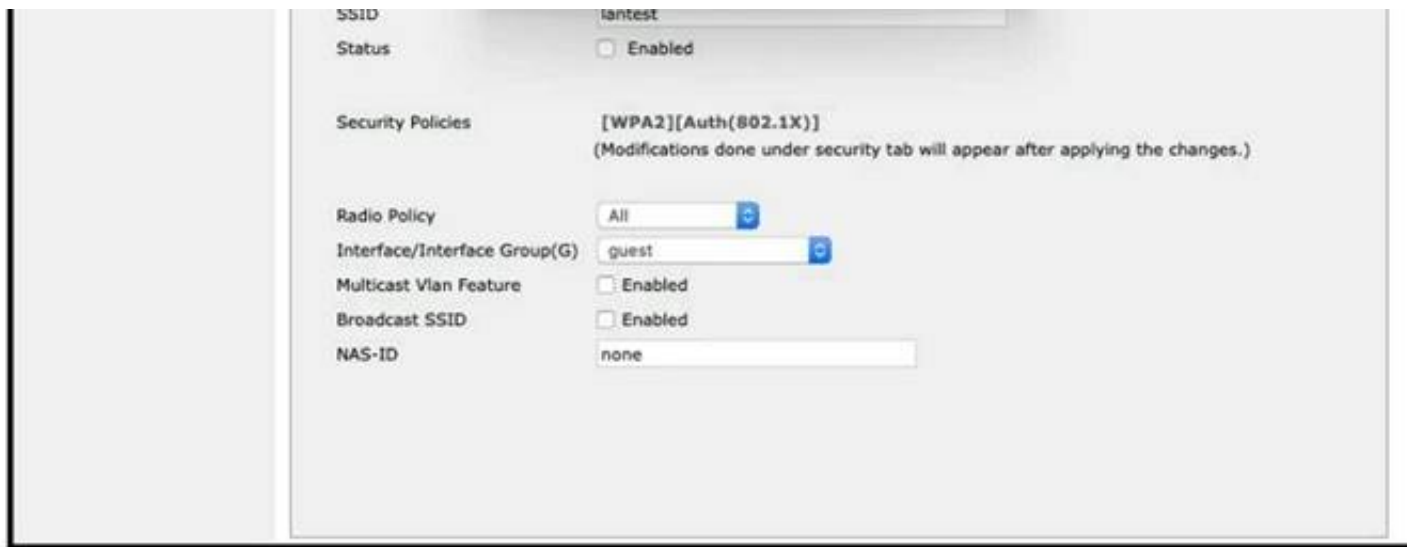 SSID lantest
Status Enabled
Security Policies [WPA2][Auth(802.1X)]
(Modifications done under security tab will appear after applying the changes.)
Radio Policy All
Interface/Interface Group(G) guest
Multicast Vlan Feature Enabled
Broadcast SSID Enabled
NAS-ID none